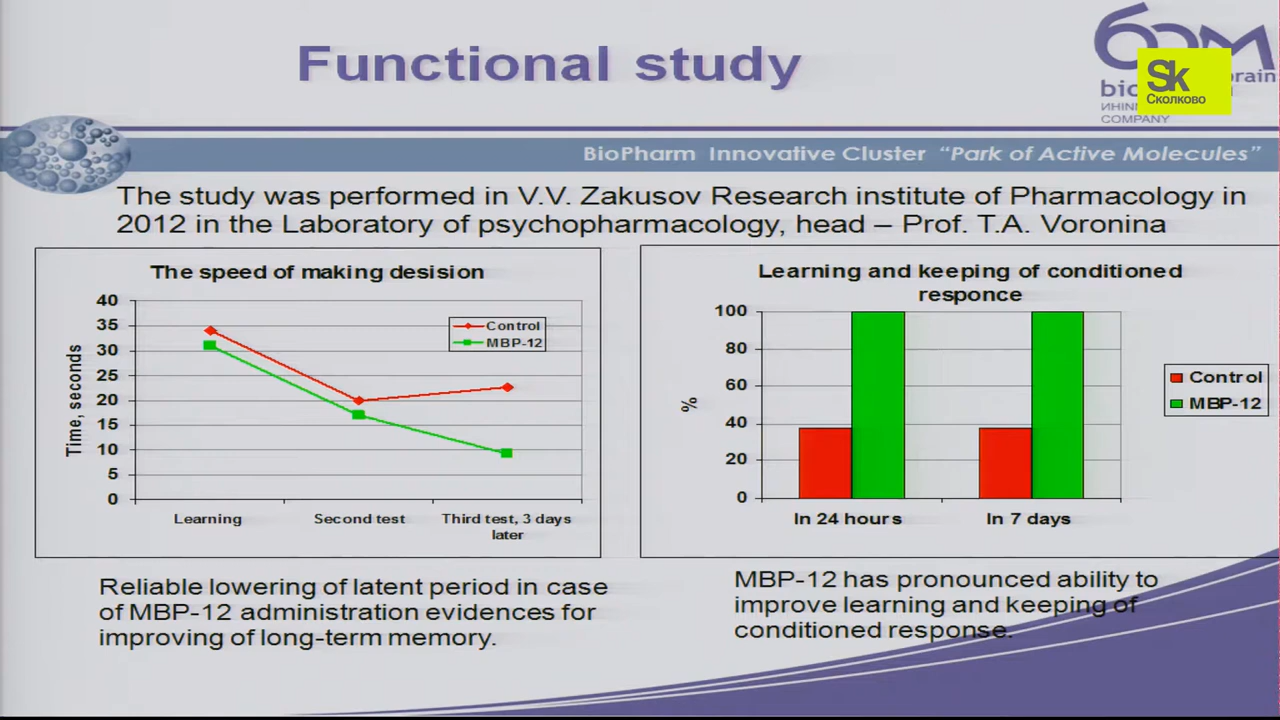 Functional study
Sk
Сколково
brain
bio
ИНІ
COMPANY
BioPharm Innovative Cluster "Park of Active Molecules"
The study was performed in V.V. Zakusov Research institute of Pharmacology in
2012 in the Laboratory of psychopharmacology, head – Prof. T.A. Voronina
The speed of making desision
40
35
30
25
20
15
10
5
0
Time, seconds
Control
MBP-12
Learning
Second test
Third test, 3 days
later
Learning and keeping of conditioned
responce
100
80
60
40
20
0
%
In 24 hours
In 7 days
Control
MBP-12
Reliable lowering of latent period in case
of MBP-12 administration evidences for
improving of long-term memory.
MBP-12 has pronounced ability to
improve learning and keeping of
conditioned response.